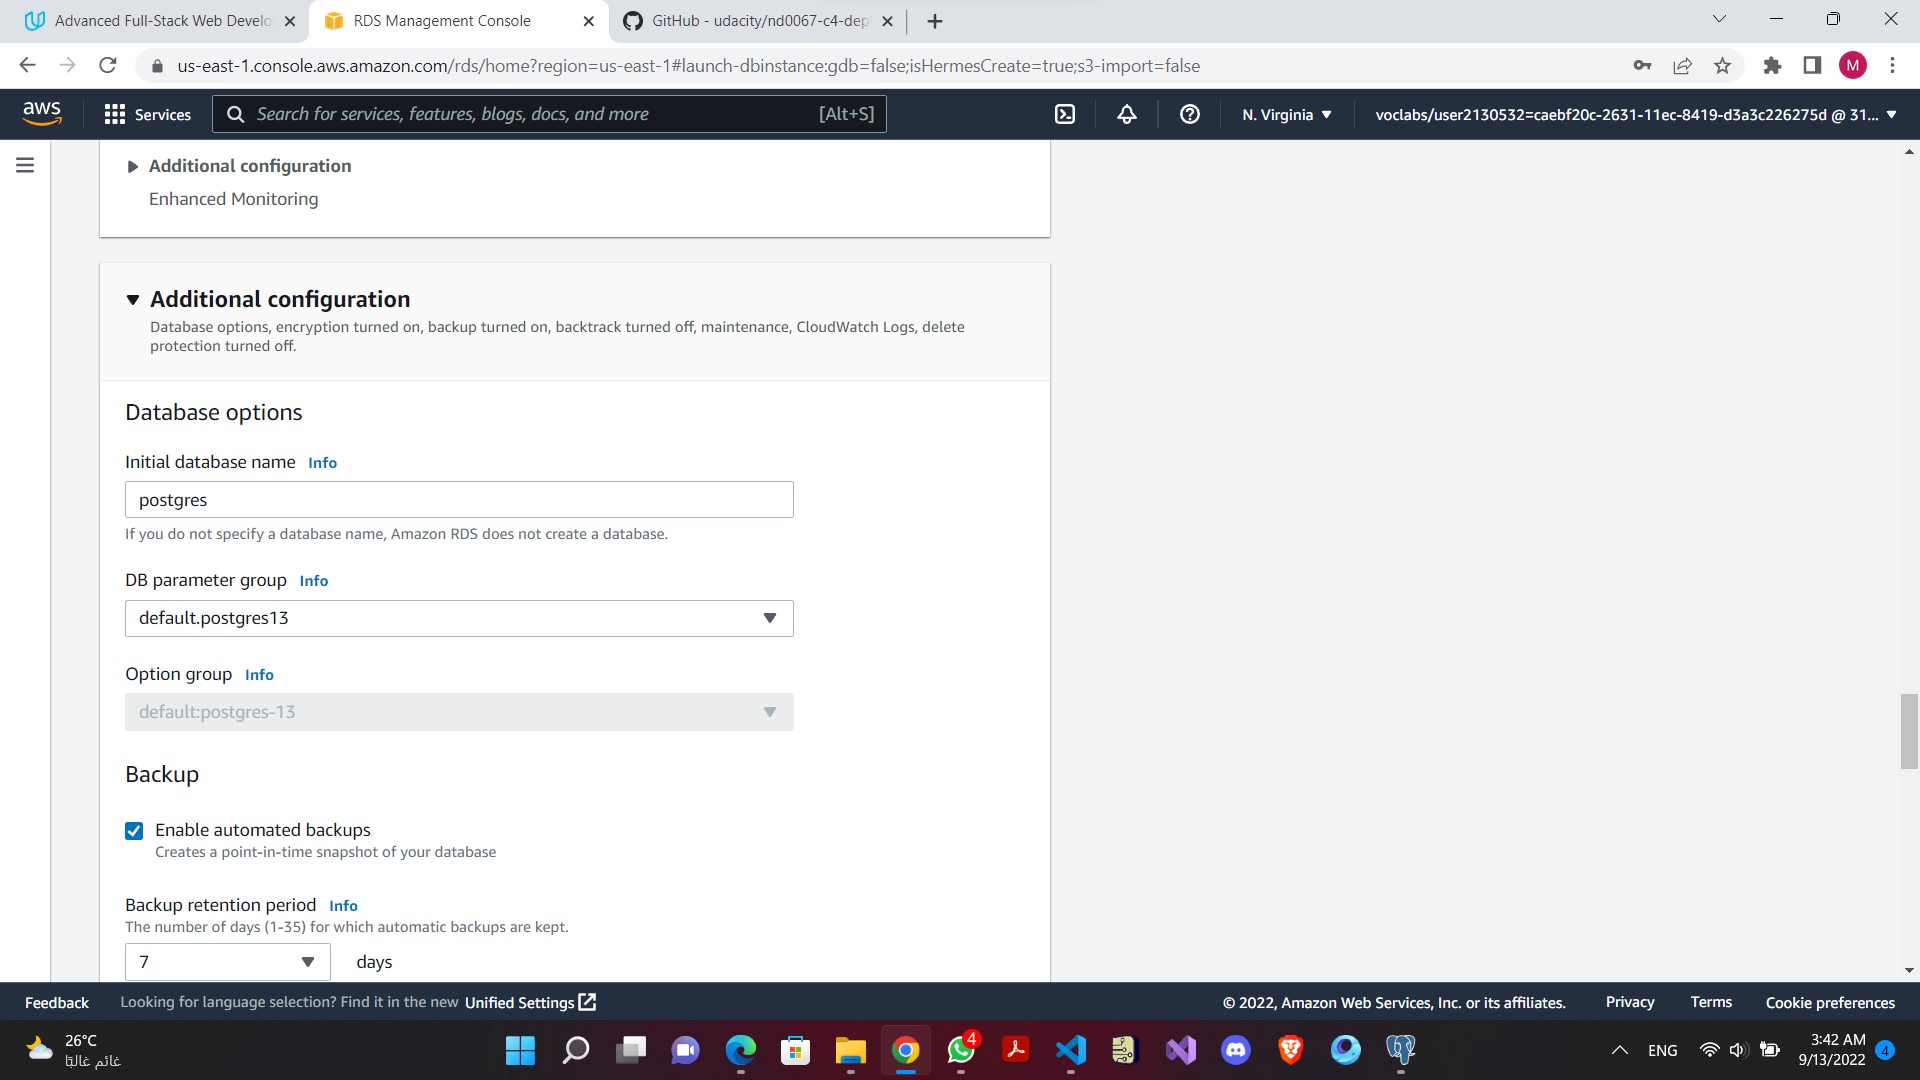 Advanced Full-Stack Web Develo
RDS Management Console
GitHub - udacity/nd0067-c4-dep
us-east-1.console.aws.amazon.com/rds/home?region=us-east-1#launch-dbinstance:gdb=false;isHermesCreate=true;s3-import=false
M
aws
Services
Search for services, features, blogs, docs, and more
[Alt+S]
N. Virginia
voclabs/user2130532=caebf20c-2631-11ec-8419-d3a3c226275d @ 31...
Additional configuration
Enhanced Monitoring
Additional configuration
Database options, encryption turned on, backup turned on, backtrack turned off, maintenance, CloudWatch Logs, delete
protection turned off.
Database options
Initial database name Info
postgres
If you do not specify a database name, Amazon RDS does not create a database.
DB parameter group Info
default.postgres13
Option group Info
default:postgres-13
Backup
Enable automated backups
Creates a point-in-time snapshot of your database
Backup retention period Info
The number of days (1-35) for which automatic backups are kept.
7
days
Feedback
Looking for language selection? Find it in the new Unified Settings
© 2022, Amazon Web Services, Inc. or its affiliates.
Privacy
Terms
Cookie preferences
26°C
غائم غالبًا
4
ENG
3:42 AM
9/13/2022
4